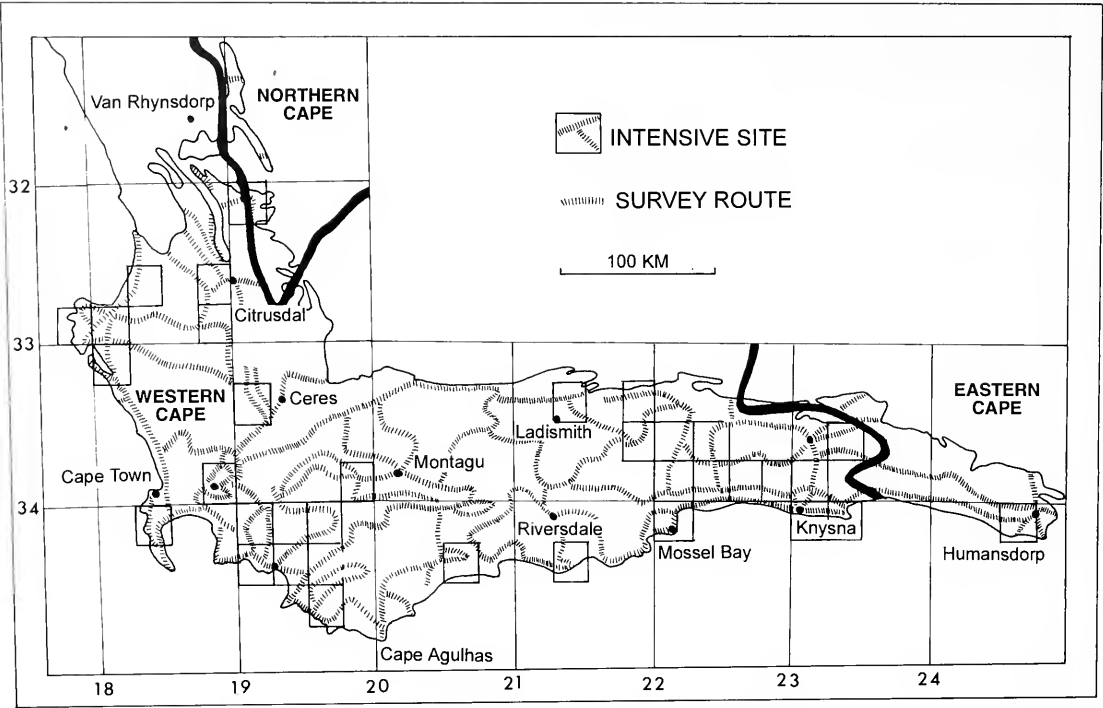 Van Rhynsdorp
NORTHERN
CAPE
INTENSIVE SITE
32
SURVEY ROUTE
100 KM
Citrusdal
33
WESTERN
CAPE
EASTERN
CAPE
Ceres
Ladismith
Cape Town
Montagu
34
Riversdale
Knysna
Mossel Bay
Humansdorp
Cape Agulhas
18
19
20
21
22
23
24